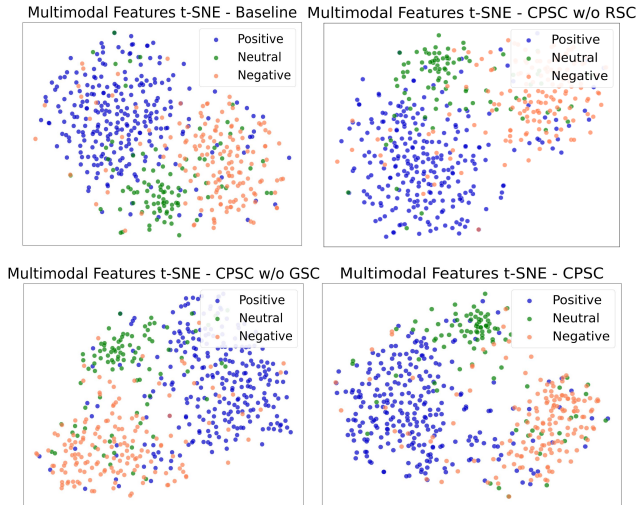 Multimodal Features t-SNE - Baseline
Positive
Neutral
Negative
Multimodal Features t-SNE - CPSC w/o RSC
Positive
Neutral
Negative
Multimodal Features t-SNE - CPSC w/o GSC
Positive
Neutral
Negative
Multimodal Features t-SNE - CPSC
Positive
Neutral
Negative